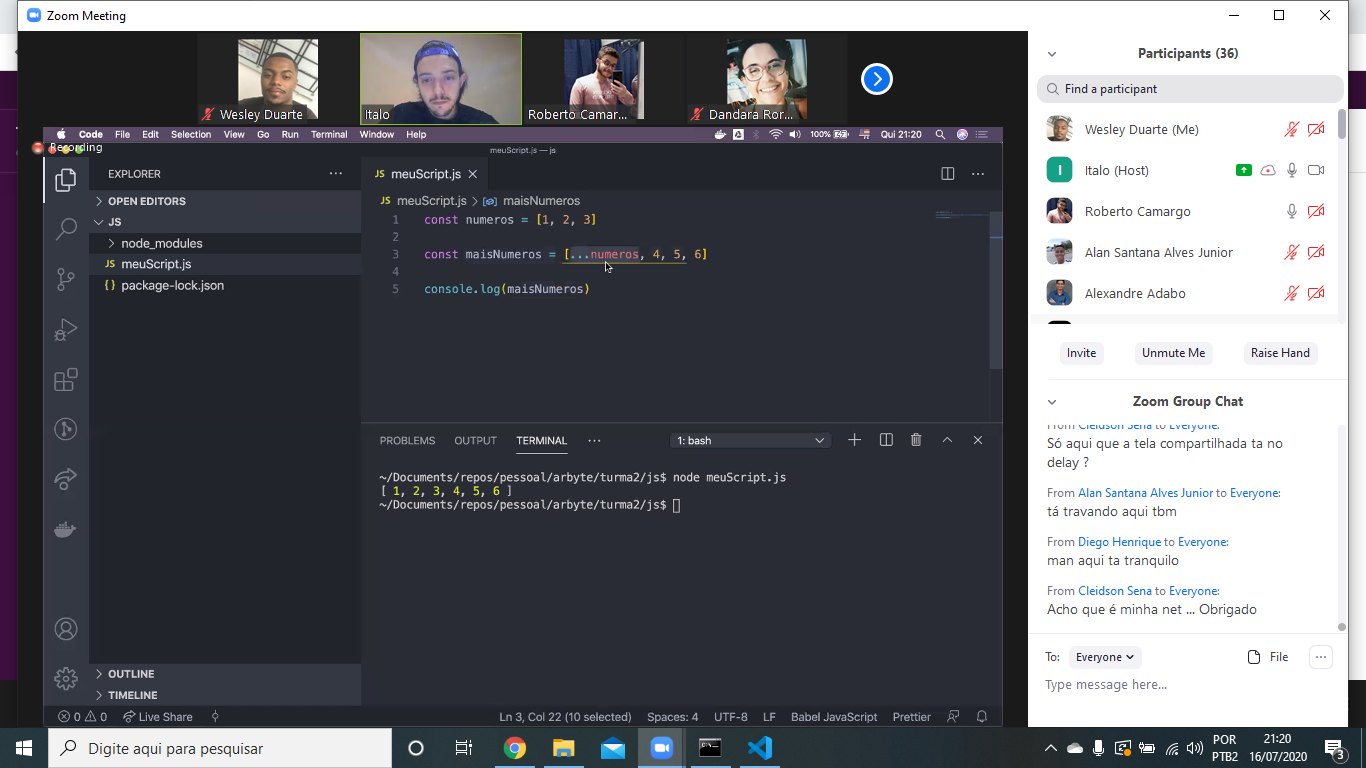 Zoom Meeting
Wesley Duarte
Italo
Roberto Camar...
Dandara Ror...
Code File Edit Selection View Go Run Terminal Window Help
100% Qui 21:20
Recording
meuScript.js — js
EXPLORER
OPEN EDITORS
JS
node_modules
JS meuScript.js
{} package-lock.json
OUTLINE
TIMELINE
JS meuScript.js
JS meuScript.js > maisNumeros
1 const numeros = [1, 2, 3]
2
3 const maisNumeros = [...numeros, 4, 5, 6]
4
5 console.log(maisNumeros)
PROBLEMS OUTPUT TERMINAL ...
1: bash
~/Documents/repos/pessoal/arbyte/turma2/js$ node meuScript.js
[ 1, 2, 3, 4, 5, 6 ]
~/Documents/repos/pessoal/arbyte/turma2/js$
0 0 Live Share
Ln 3, Col 22 (10 selected) Spaces: 4 UTF-8 LF Babel JavaScript Prettier
Participants (36)
Find a participant
Wesley Duarte (Me)
I Italo (Host)
Roberto Camargo
Alan Santana Alves Junior
Alexandre Adabo
Invite Unmute Me Raise Hand
Zoom Group Chat
From Cleidson Sena to Everyone:
Só aqui que a tela compartilhada ta no
delay ?
From Alan Santana Alves Junior to Everyone:
tá travando aqui tbm
From Diego Henrique to Everyone:
man aqui ta tranquilo
From Cleidson Sena to Everyone:
Acho que é minha net ... Obrigado
To: Everyone File ...
Type message here...
Digite aqui para pesquisar
POR
PTB2
21:20
16/07/2020
3